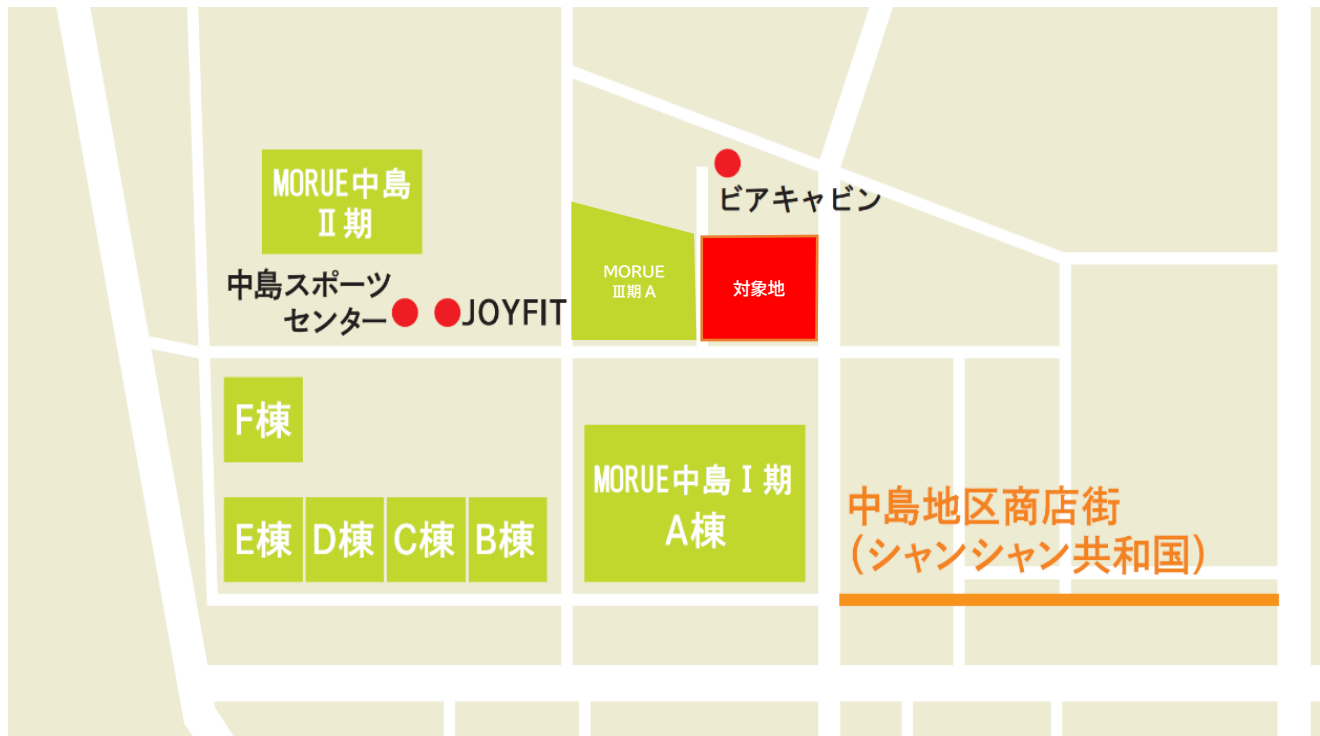 MORUE中島
Ⅱ期
ビアキャビン
中島スポーツ
センター
JOYFIT
MORUE
Ⅲ期 A
対象地
F棟
MORUE中島Ⅰ期
A棟
E棟
D棟
C棟
B棟
中島地区商店街
(シャンシャン共和国)